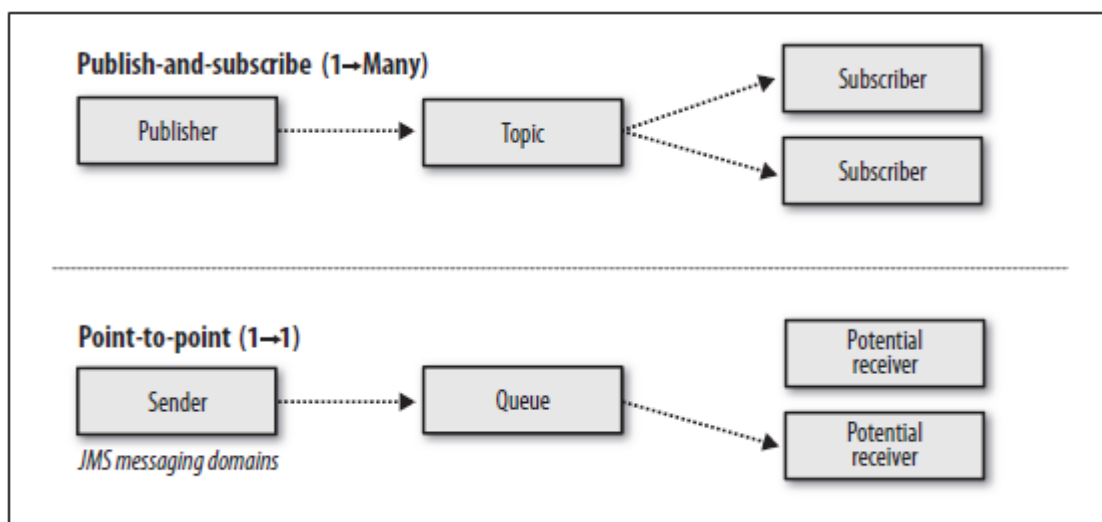 Publish-and-subscribe (1→Many)
Publisher
Topic
Subscriber
Subscriber
Point-to-point (1→1)
Sender
Queue
Potential
receiver
Potential
receiver
JMS messaging domains